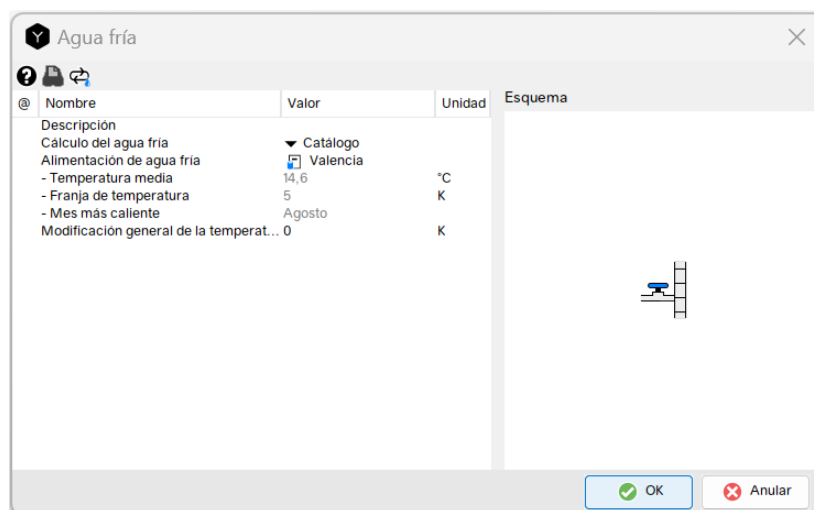 Agua fría
@ Nombre Valor Unidad
Esquema
Descripción
Cálculo del agua fría Catálogo
Alimentación de agua fría Valencia
- Temperatura media 14,6 °C
- Franja de temperatura 5 K
- Mes más caliente Agosto
Modificación general de la temperat... 0 K
OK Anular